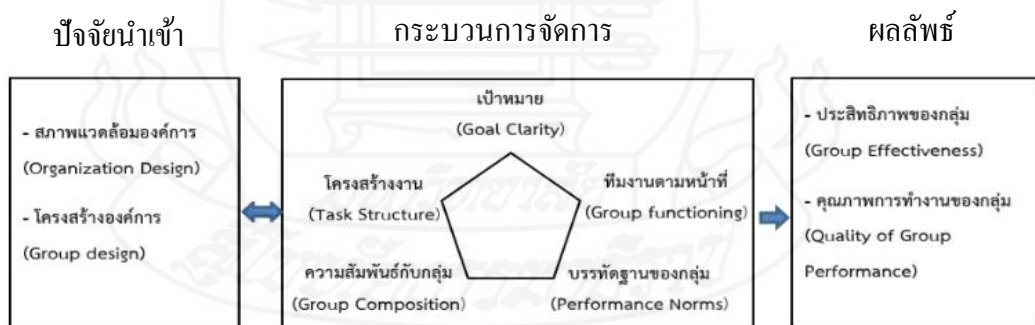 ปัจจัยนำเข้า
- สภาพแวดล้อมองค์การ
(Organization Design)
- โครงสร้างองค์การ
(Group design)
กระบวนการจัดการ
เป้าหมาย
(Goal Clarity)
โครงสร้างงาน
(Task Structure)
ทีมงานตามหน้าที่
(Group functioning)
ความสัมพันธ์กับกลุ่ม
(Group Composition)
บรรทัดฐานของกลุ่ม
(Performance Norms)
ผลลัพธ์
- ประสิทธิภาพของกลุ่ม
(Group Effectiveness)
- คุณภาพการทำงานของกลุ่ม
(Quality of Group
Performance)